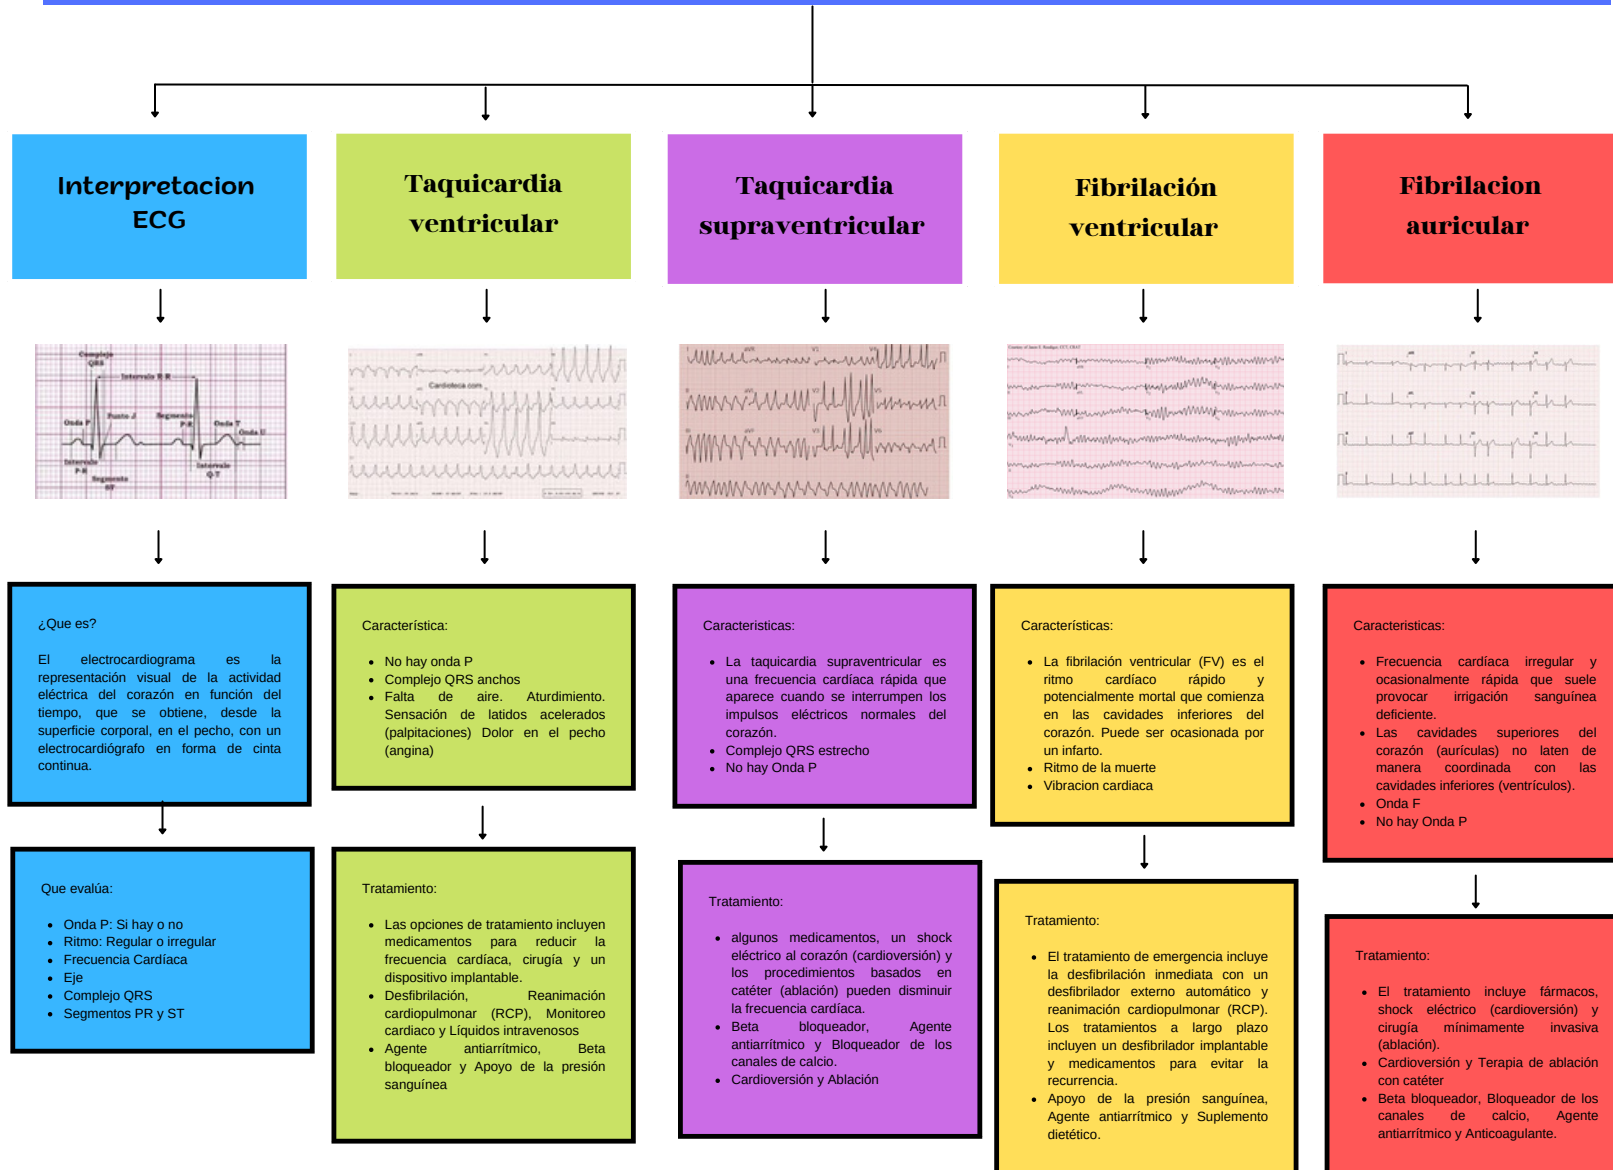 Interpretacion
ECG
Taquicardia
ventricular
Taquicardia
supraventricular
Fibrilación
ventricular
Fibrilacion
auricular
Complejo
QRS
Intervalo R-R
Onda P
Punto J
Segmento
P-R
Onda T
Onda U
Intervalo
P-R
Intervalo
Q-T
Segmento
ST
Cardioteca.com
¿Que es?
El electrocardiograma es la
representación visual de la actividad
eléctrica del corazón en función del
tiempo, que se obtiene, desde la
superficie corporal, en el pecho, con un
electrocardiógrafo en forma de cinta
continua.
Que evalúa:
• Onda P: Si hay o no
• Ritmo: Regular o irregular
• Frecuencia Cardíaca
• Eje
• Complejo QRS
• Segmentos PR y ST
Característica:
• No hay onda P
• Complejo QRS anchos
• Falta de aire. Aturdimiento.
Sensación de latidos acelerados
(palpitaciones) Dolor en el pecho
(angina)
Tratamiento:
• Las opciones de tratamiento incluyen
medicamentos para reducir la
frecuencia cardíaca, cirugía y un
dispositivo implantable.
• Desfibrilación, Reanimación
cardiopulmonar (RCP), Monitoreo
cardiaco y Líquidos intravenosos
• Agente antiarrítmico, Beta
bloqueador y Apoyo de la presión
sanguínea
Caracteristicas:
• La taquicardia supraventricular es
una frecuencia cardíaca rápida que
aparece cuando se interrumpen los
impulsos eléctricos normales del
corazón.
• Complejo QRS estrecho
• No hay Onda P
Tratamiento:
• algunos medicamentos, un shock
eléctrico al corazón (cardioversión) y
los procedimientos basados en
catéter (ablación) pueden disminuir
la frecuencia cardíaca.
• Beta bloqueador, Agente
antiarrítmico y Bloqueador de los
canales de calcio.
• Cardioversión y Ablación
Características:
• La fibrilación ventricular (FV) es el
ritmo cardíaco rápido y
potencialmente mortal que comienza
en las cavidades inferiores del
corazón. Puede ser ocasionada por
un infarto.
• Ritmo de la muerte
• Vibracion cardiaca
Tratamiento:
• El tratamiento de emergencia incluye
la desfibrilación inmediata con un
desfibrilador externo automático y
reanimación cardiopulmonar (RCP).
Los tratamientos a largo plazo
incluyen un desfibrilador implantable
y medicamentos para evitar la
recurrencia.
• Apoyo de la presión sanguínea,
Agente antiarrítmico y Suplemento
dietético.
Caracteristicas:
• Frecuencia cardíaca irregular y
ocasionalmente rápida que suele
provocar irrigación sanguínea
deficiente.
• Las cavidades superiores del
corazón (aurículas) no laten de
manera coordinada con las
cavidades inferiores (ventrículos).
• Onda F
• No hay Onda P
Tratamiento:
• El tratamiento incluye fármacos,
shock eléctrico (cardioversión) y
cirugía mínimamente invasiva
(ablación).
• Cardioversión y Terapia de ablación
con catéter
• Beta bloqueador, Bloqueador de los
canales de calcio, Agente
antiarrítmico y Anticoagulante.